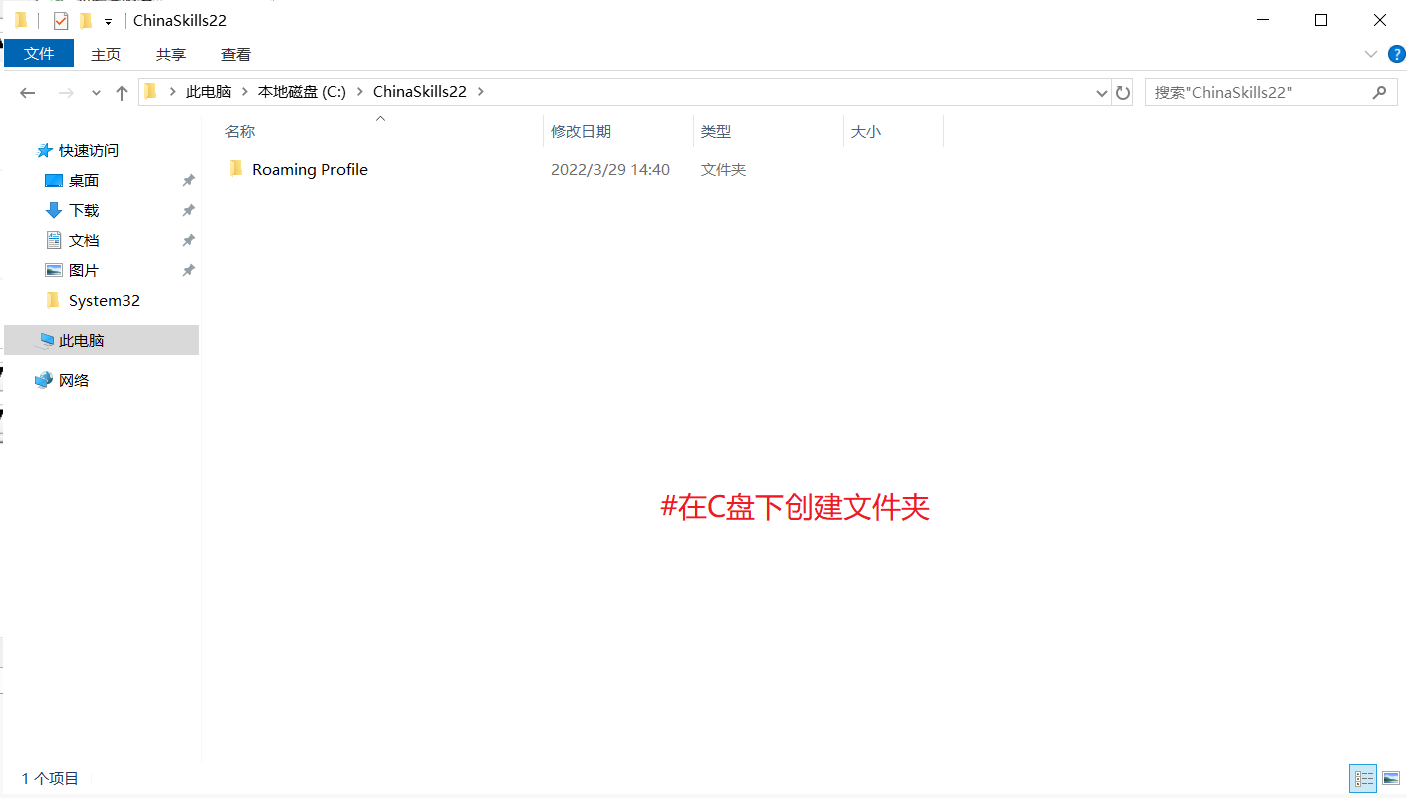 ChinaSkills22
文件 主页 共享 查看
此电脑 本地磁盘 (C:) ChinaSkills22
搜索"ChinaSkills22"
名称 修改日期 类型 大小
Roaming Profile 2022/3/29 14:40 文件夹
快速访问
桌面
下载
文档
图片
System32
此电脑
网络
#在C盘下创建文件夹
1 个项目